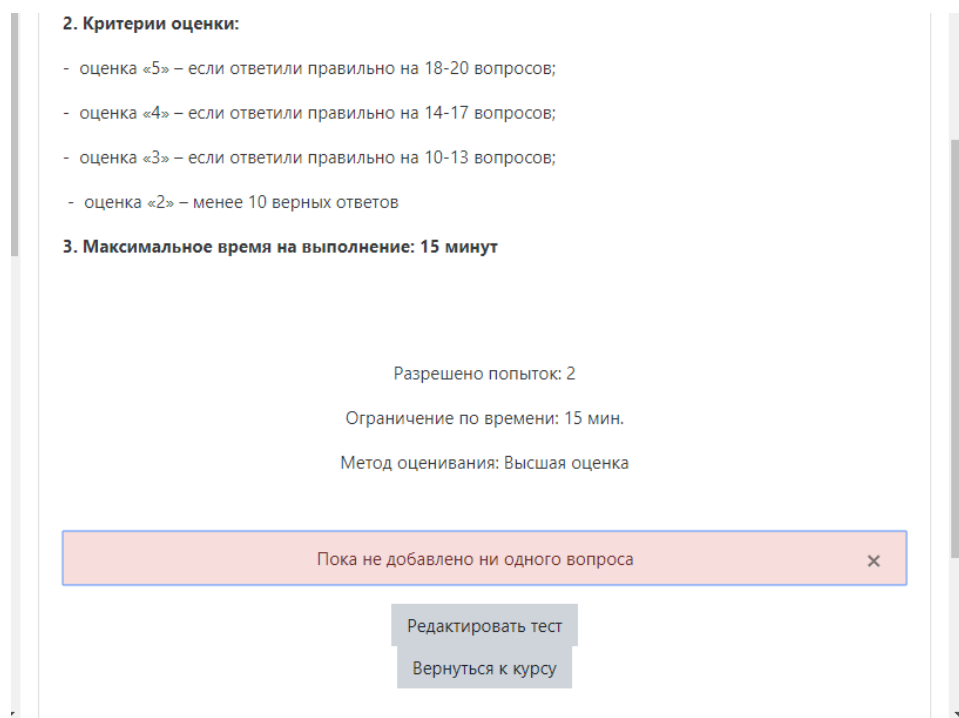 2. Критерии оценки:
- оценка «5» – если ответили правильно на 18-20 вопросов;
- оценка «4» – если ответили правильно на 14-17 вопросов;
- оценка «3» – если ответили правильно на 10-13 вопросов;
- оценка «2» – менее 10 верных ответов
3. Максимальное время на выполнение: 15 минут
Разрешено попыток: 2
Ограничение по времени: 15 мин.
Метод оценивания: Высшая оценка
Пока не добавлено ни одного вопроса ×
Редактировать тест
Вернуться к курсу